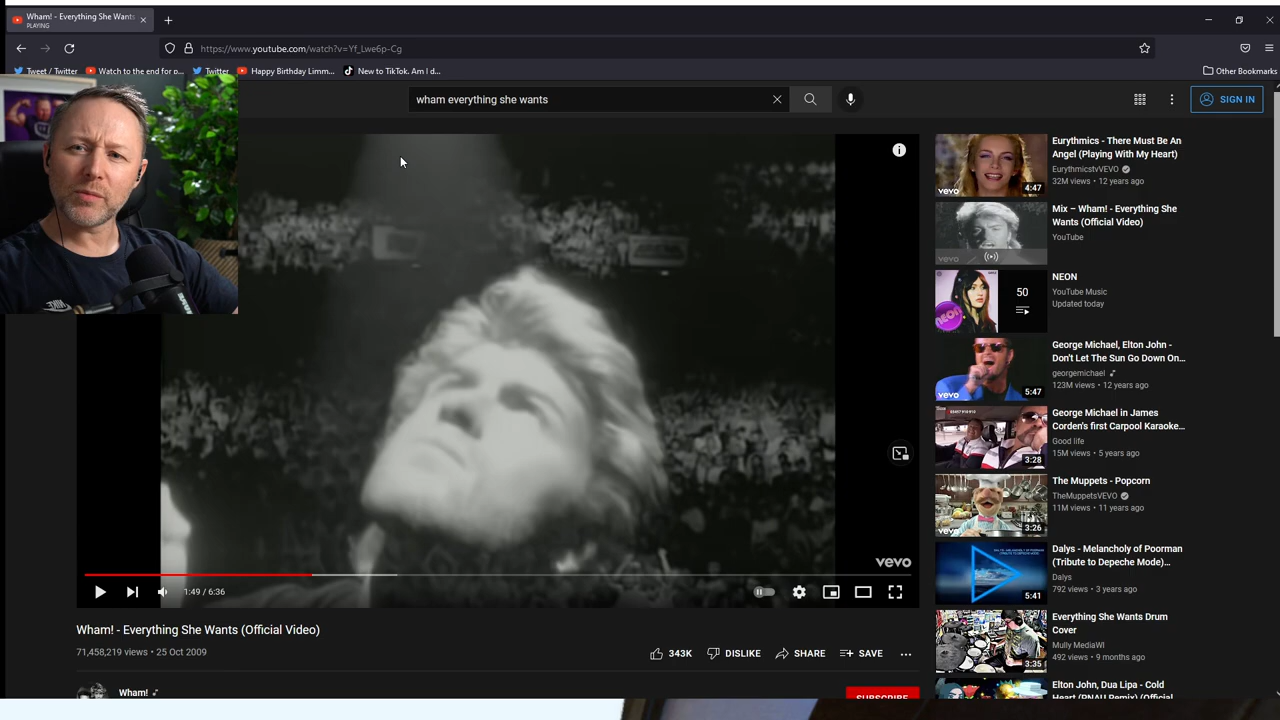 Wham! - Everything She Wants
PLAYING
https://www.youtube.com/watch?v=Yf_Lwe6p-Cg
Tweet / Twitter
Watch to the end for p...
Twitter
Happy Birthday Limm...
New to TikTok. Am I d...
Other Bookmarks
wham everything she wants
SIGN IN
vevo
1:49 / 6:36
Wham! - Everything She Wants (Official Video)
71,458,219 views • 25 Oct 2009
343K
DISLIKE
SHARE
SAVE
Wham!
SUBSCRIBE
vevo
4:47
Eurythmics - There Must Be An
Angel (Playing With My Heart)
EurythmicstvVEVO
32M views • 12 years ago
vevo
Mix – Wham! - Everything She
Wants (Official Video)
YouTube
NEON
50
NEON
YouTube Music
Updated today
vevo
5:47
George Michael, Elton John -
Don't Let The Sun Go Down On...
georgemichael
123M views • 12 years ago
3:28
George Michael in James
Corden's first Carpool Karaoke...
Good life
15M views • 5 years ago
vevo
3:26
The Muppets - Popcorn
TheMuppetsVEVO
11M views • 11 years ago
5:41
Dalys - Melancholy of Poorman
(Tribute to Depeche Mode)...
Dalys
792 views • 3 years ago
3:35
Everything She Wants Drum
Cover
Mully MediaWI
492 views • 9 months ago
Elton John, Dua Lipa - Cold
Heart (PNAU Remix) (Official